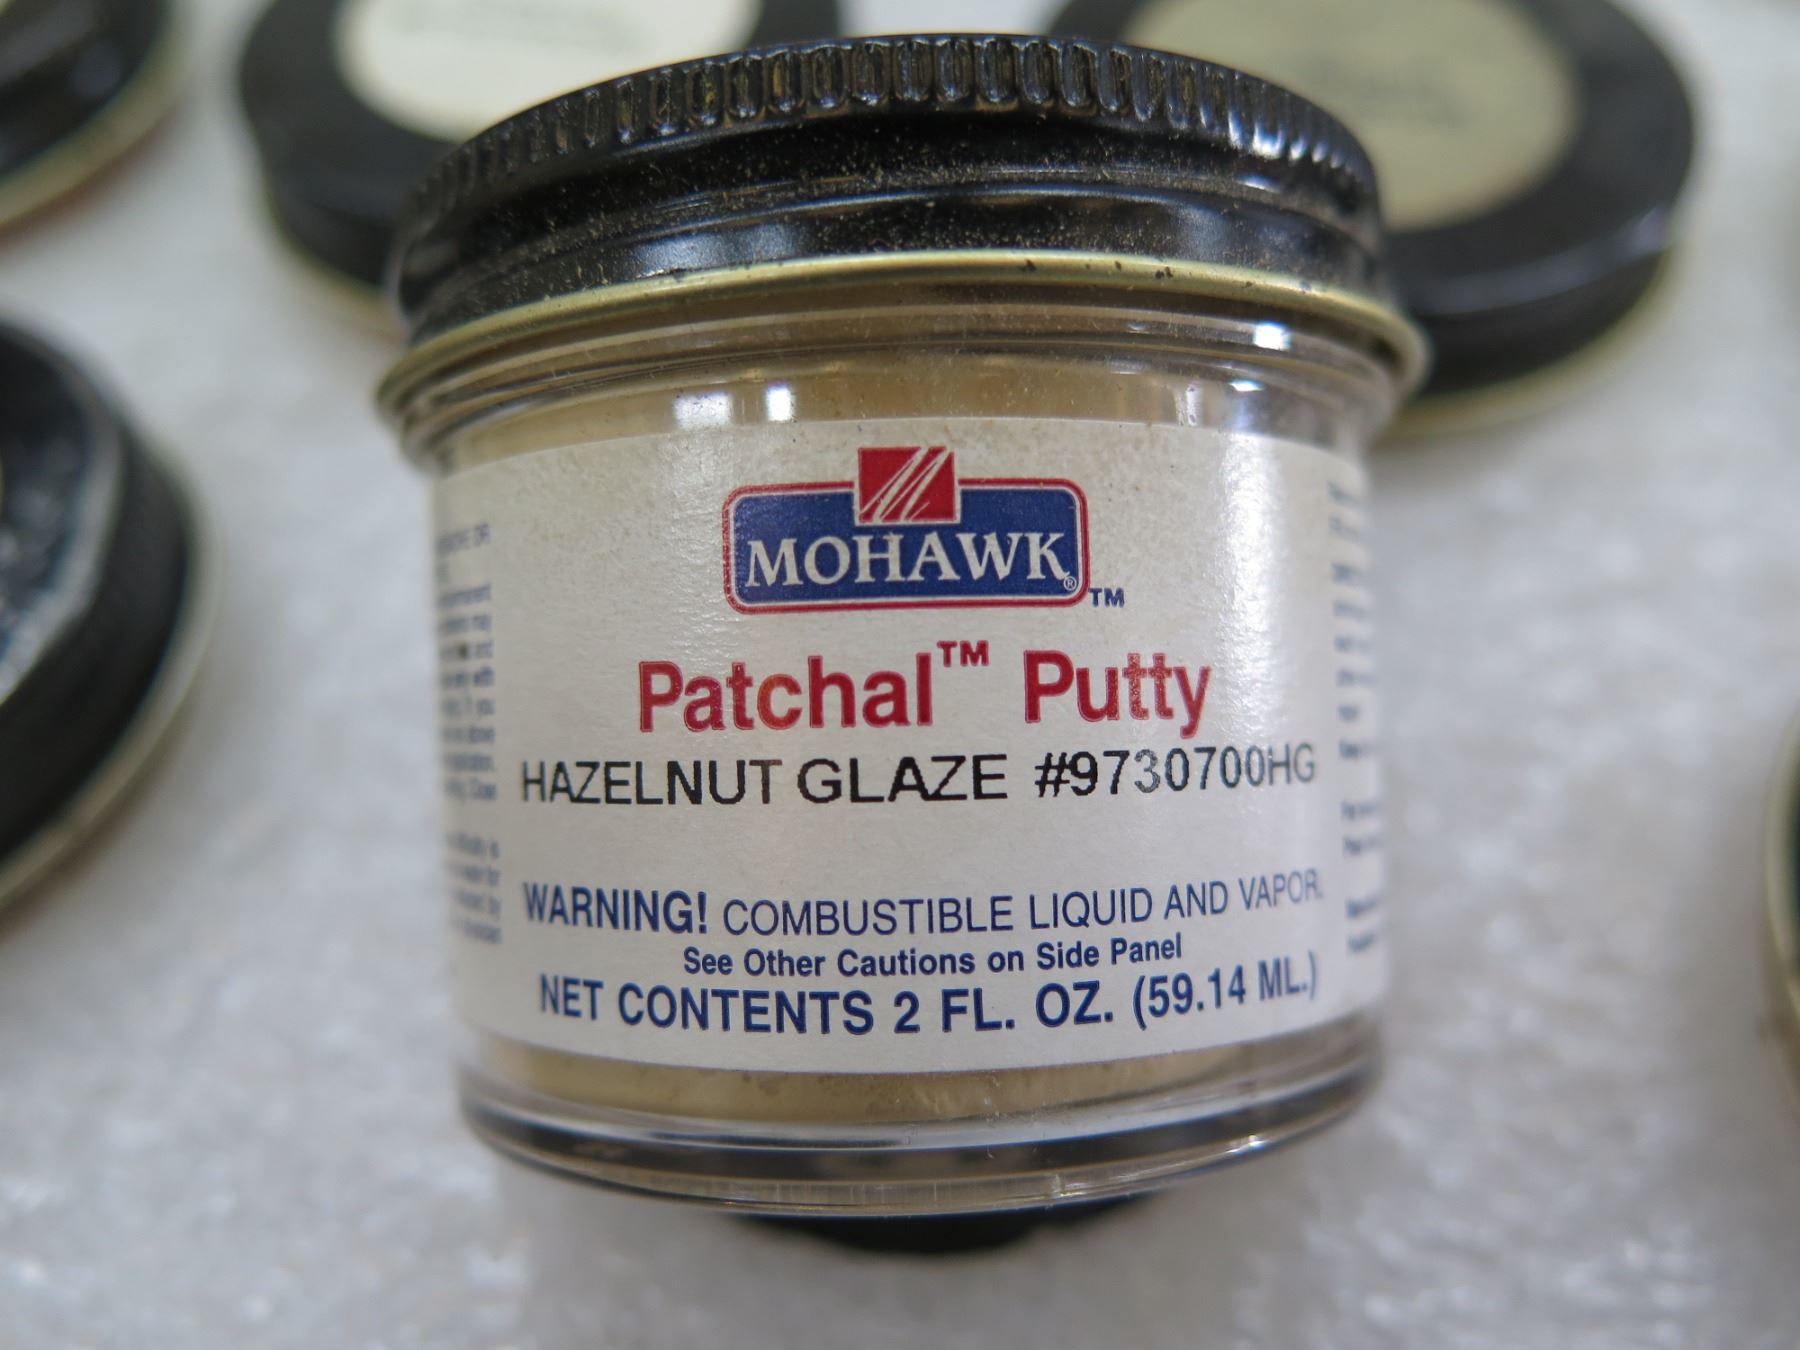 MOHAWK®™
Patchal™ Putty
HAZELNUT GLAZE #9730700HG
WARNING! COMBUSTIBLE LIQUID AND VAPOR.
See Other Cautions on Side Panel
NET CONTENTS 2 FL. OZ. (59.14 ML.)